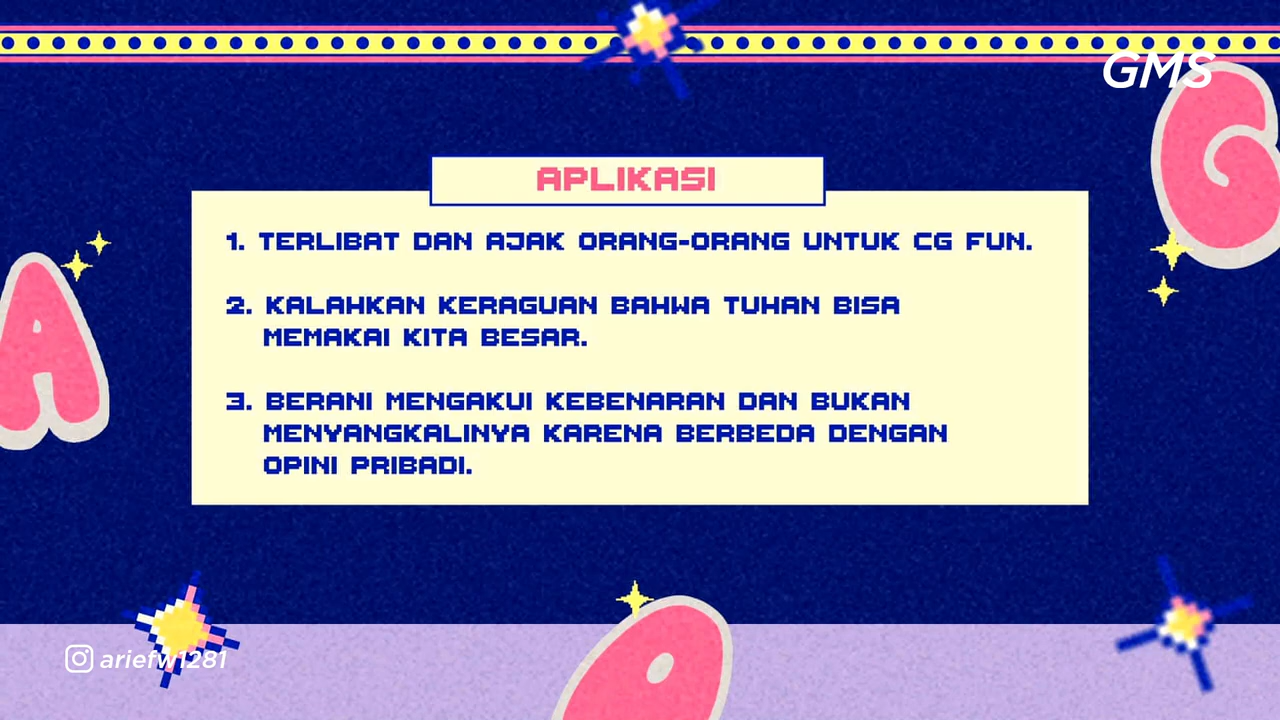 GMS
APLIKASI
1. TERLIBAT DAN AJAK ORANG-ORANG UNTUK CG FUN.
2. KALAHKAN KERAGUAN BAHWA TUHAN BISA
MEMAKAI KITA BESAR.
3. BERANI MENGAKUI KEBENARAN DAN BUKAN
MENYANGKALINYA KARENA BERBEDA DENGAN
OPINI PRIBADI.
A
G
ariefw1281